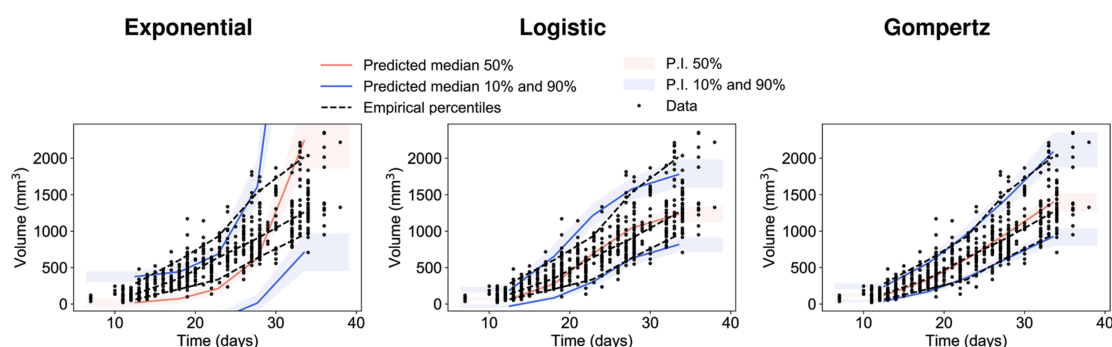 Exponential Logistic Gompertz
Predicted median 50% P.I. 50%
Predicted median 10% and 90% P.I. 10% and 90%
Empirical percentiles Data
2000 2000 2000
1500 1500 1500
1000 1000 1000
500 500 500
0 0 0
Volume (mm³) Volume (mm³) Volume (mm³)
10 20 30 40 10 20 30 40 10 20 30 40
Time (days) Time (days) Time (days)